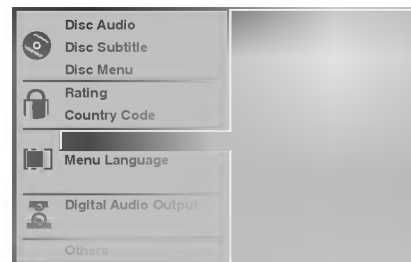 Disc Audio
Disc Subtitle
Disc Menu
Rating
Country Code
Menu Language
Digital Audio Output
Others